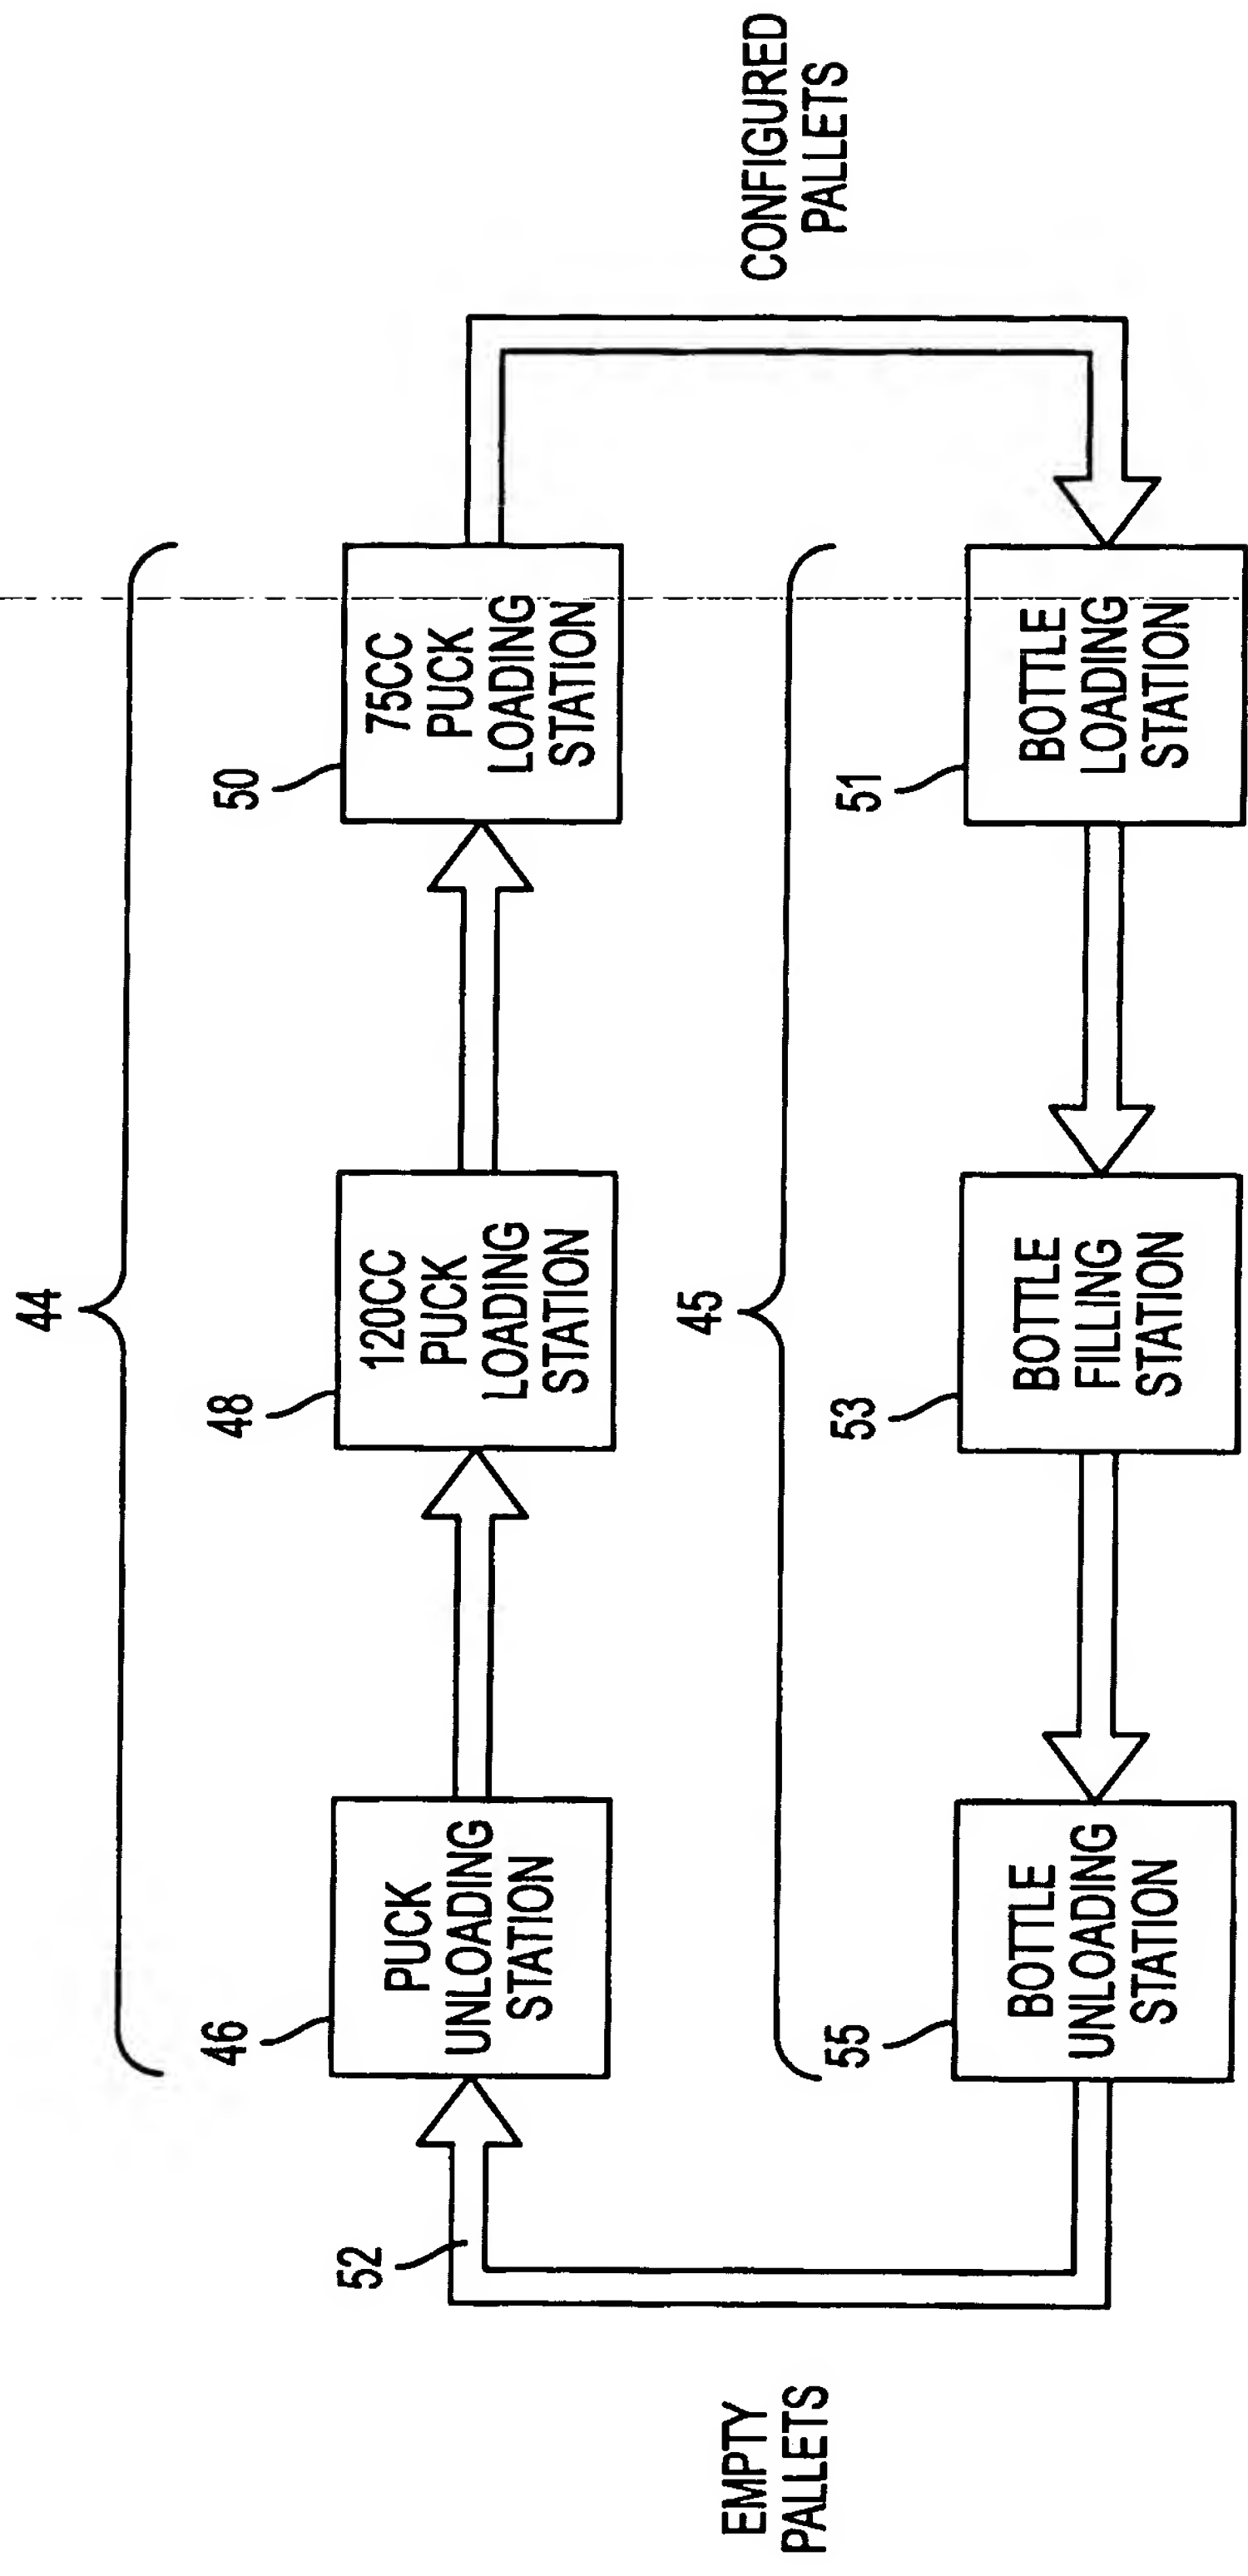 44
46
PUCK
UNLOADING
STATION
48
120CC
PUCK
LOADING
STATION
50
75CC
PUCK
LOADING
STATION
52
EMPTY
PALLETS
CONFIGURED
PALLETS
45
55
BOTTLE
UNLOADING
STATION
53
BOTTLE
FILLING
STATION
51
BOTTLE
LOADING
STATION